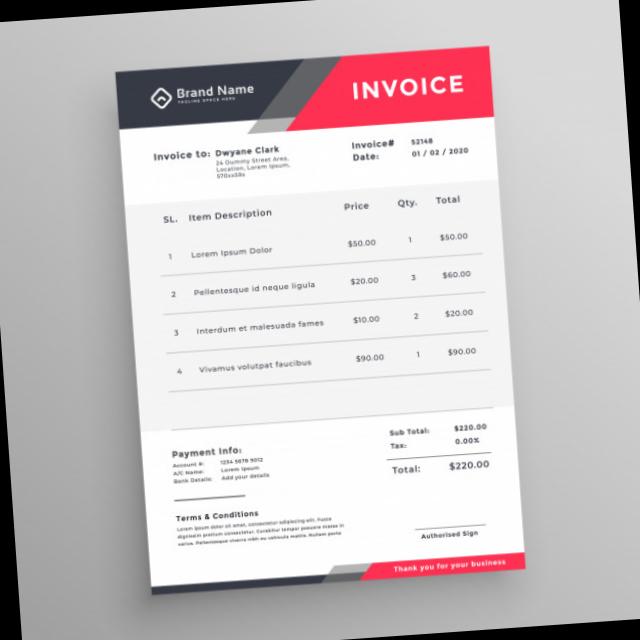 Brand Name
TAGLINE SPACE HERE
INVOICE
Invoice to: Dwyane Clark
24 Dummy Street Area,
Location, Lorem Ipsum,
570xx59x
Invoice# 52148
Date: 01 / 02 / 2020
SL. Item Description Price Qty. Total
1 Lorem Ipsum Dolor $50.00 1 $50.00
2 Pellentesque id neque ligula $20.00 3 $60.00
3 Interdum et malesuada fames $10.00 2 $20.00
4 Vivamus volutpat faucibus $90.00 1 $90.00
Sub Total: $220.00
Tax: 0.00%
Total: $220.00
Payment Info:
Account #: 1234 5678 9012
A/C Name: Lorem Ipsum
Bank Details: Add your details
Terms & Conditions
Lorem ipsum dolor sit amet, consectetur adipiscing elit. Fusce
dignissim pretium consectetur. Curabitur tempor posuere massa in
varius. Pellentesque viverra nibh eu vehicula mattis. Nullam porta
Authorised Sign
Thank you for your business